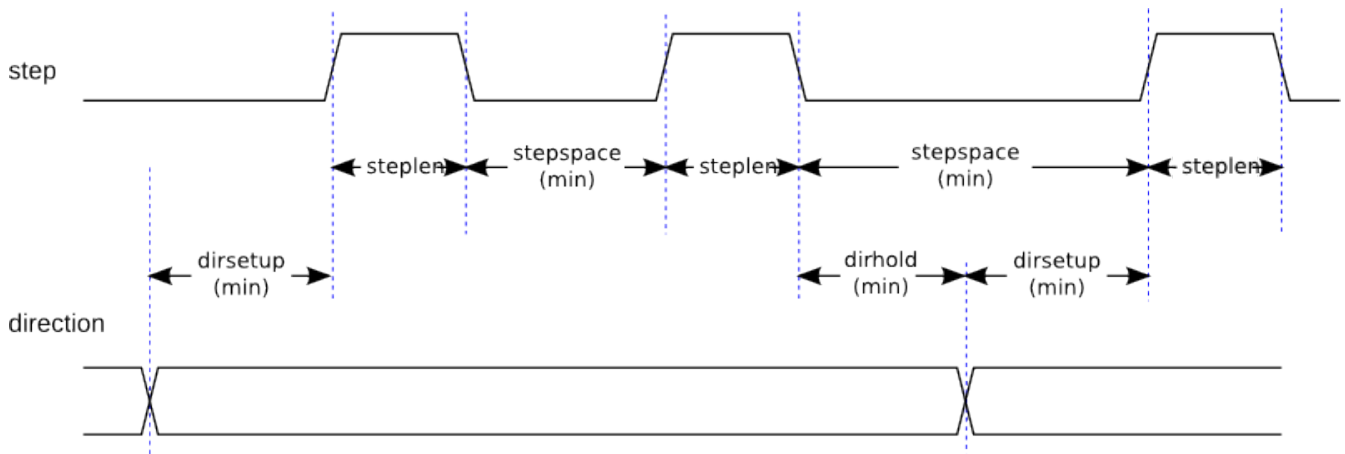 step
steplen
stepspace
(min)
steplen
stepspace
(min)
steplen
dirsetup
(min)
dirhold
(min)
dirsetup
(min)
direction